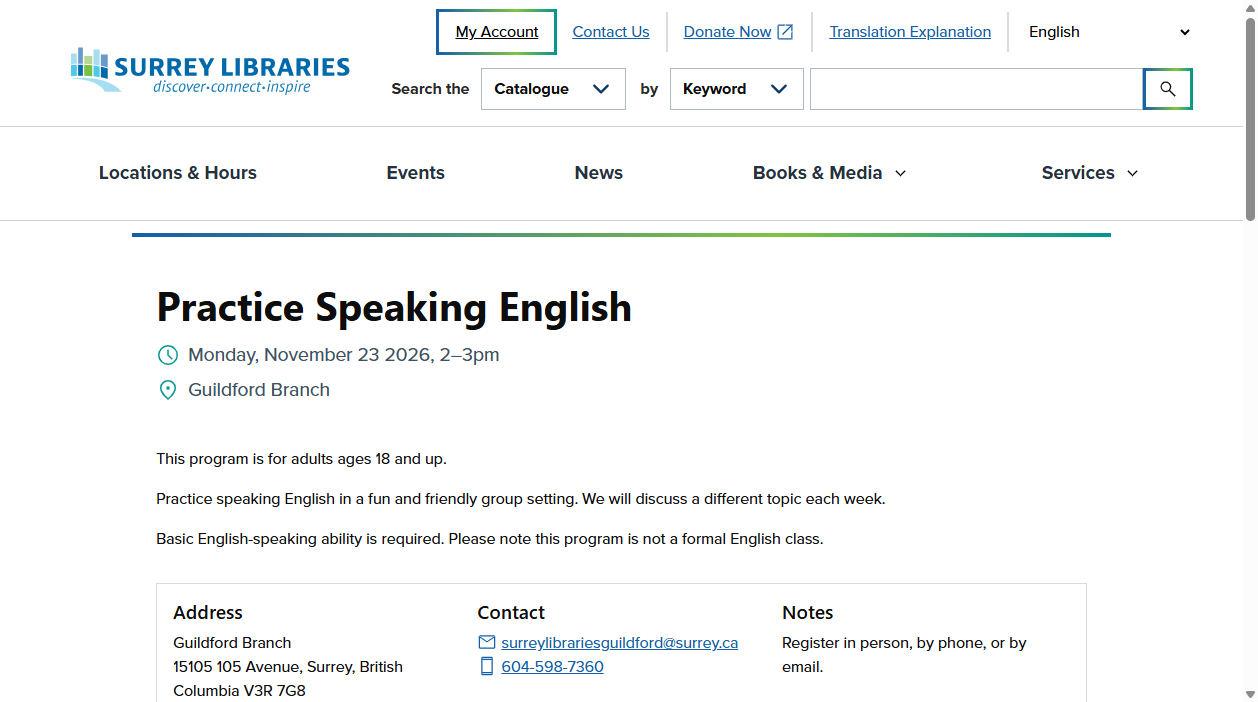 My Account
Contact Us
Donate Now
Translation Explanation
English
SURREY LIBRARIES
discover·connect·inspire
Search the
Catalogue
by
Keyword
Locations & Hours
Events
News
Books & Media
Services
Practice Speaking English
Monday, November 23 2026, 2–3pm
Guildford Branch
This program is for adults ages 18 and up.
Practice speaking English in a fun and friendly group setting. We will discuss a different topic each week.
Basic English-speaking ability is required. Please note this program is not a formal English class.
Address
Guildford Branch
15105 105 Avenue, Surrey, British
Columbia V3R 7G8
Contact
surreylibrariesguildford@surrey.ca
604-598-7360
Notes
Register in person, by phone, or by
email.